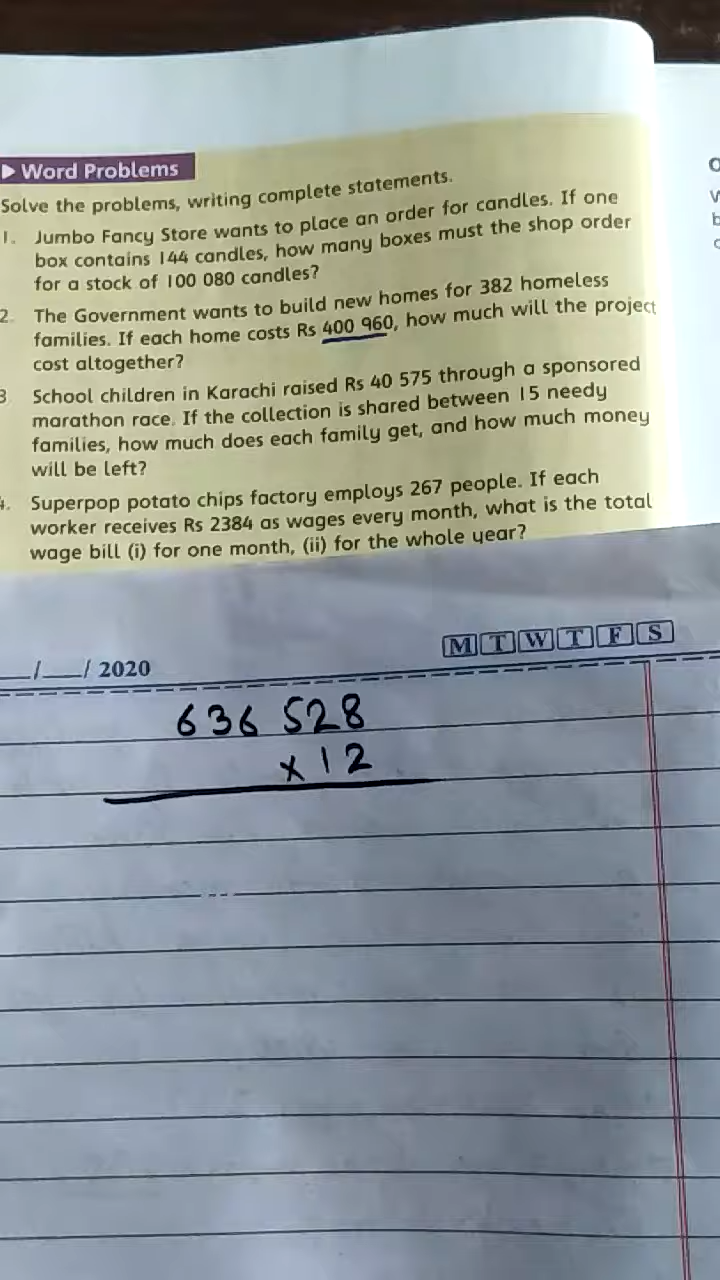 ▶ Word Problems
Solve the problems, writing complete statements.
1. Jumbo Fancy Store wants to place an order for candles. If one
box contains 144 candles, how many boxes must the shop order
for a stock of 100 080 candles?
2. The Government wants to build new homes for 382 homeless
families. If each home costs Rs 400 960, how much will the project
cost altogether?
3 School children in Karachi raised Rs 40 575 through a sponsored
marathon race. If the collection is shared between 15 needy
families, how much does each family get, and how much money
will be left?
4. Superpop potato chips factory employs 267 people. If each
worker receives Rs 2384 as wages every month, what is the total
wage bill (i) for one month, (ii) for the whole year?
M T W T F S
__/__/ 2020
636 528
x 12